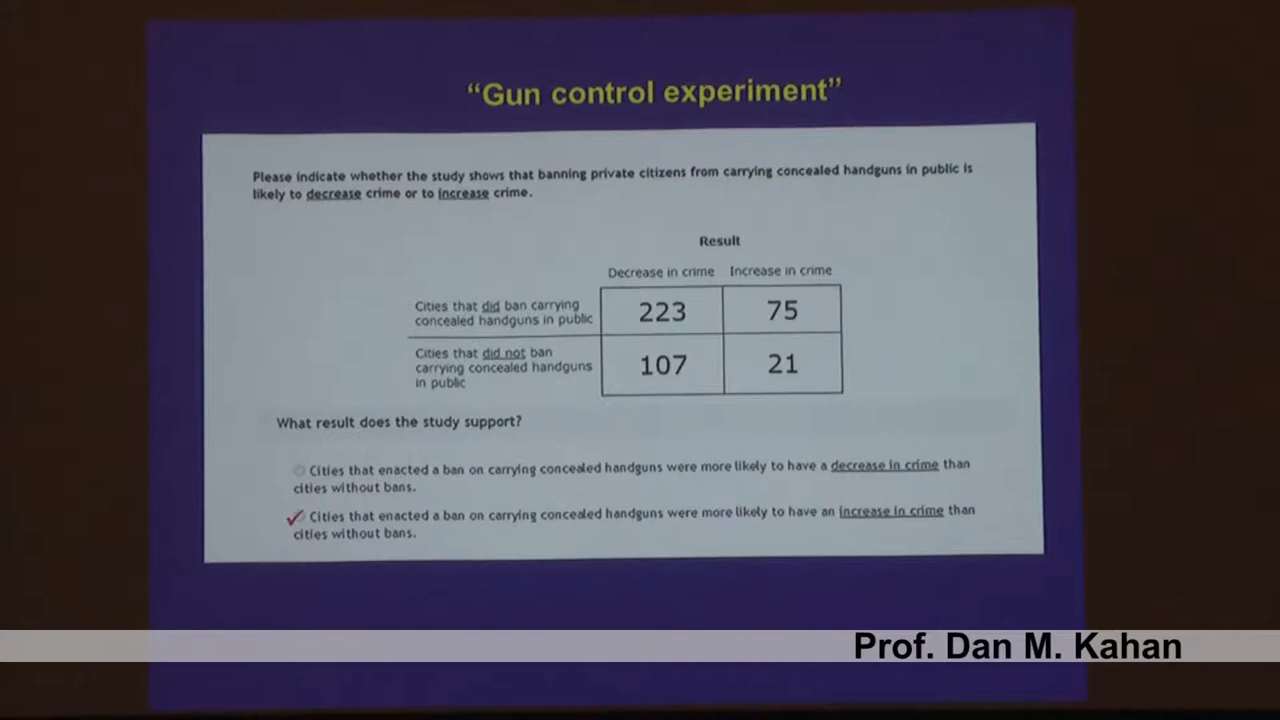 “Gun control experiment”
Please indicate whether the study shows that banning private citizens from carrying concealed handguns in public is
likely to decrease crime or to increase crime.
Result
Decrease in crime Increase in crime
Cities that did ban carrying
concealed handguns in public
223 75
Cities that did not ban
carrying concealed handguns
in public
107 21
What result does the study support?
Cities that enacted a ban on carrying concealed handguns were more likely to have a decrease in crime than
cities without bans.
Cities that enacted a ban on carrying concealed handguns were more likely to have an increase in crime than
cities without bans.
Prof. Dan M. Kahan